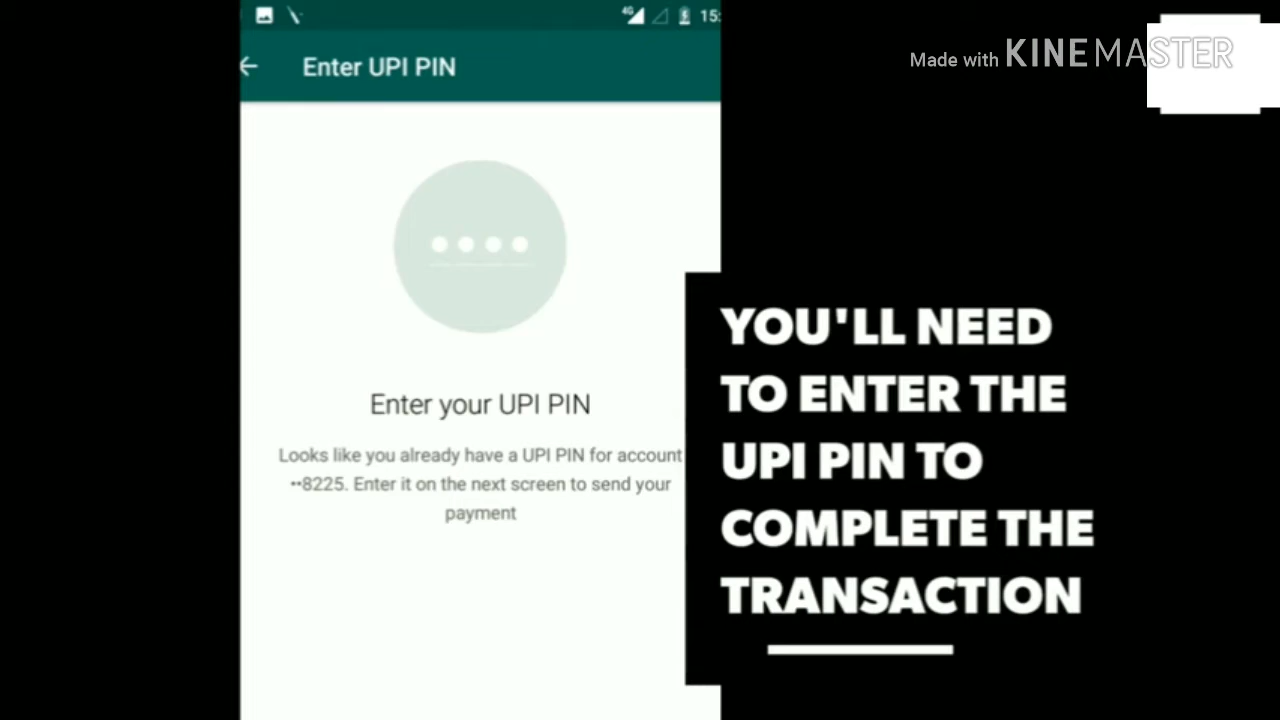 4G 15:
Enter UPI PIN
Made with KINEMASTER
Enter your UPI PIN
Looks like you already have a UPI PIN for account
••8225. Enter it on the next screen to send your
payment
YOU'LL NEED
TO ENTER THE
UPI PIN TO
COMPLETE THE
TRANSACTION